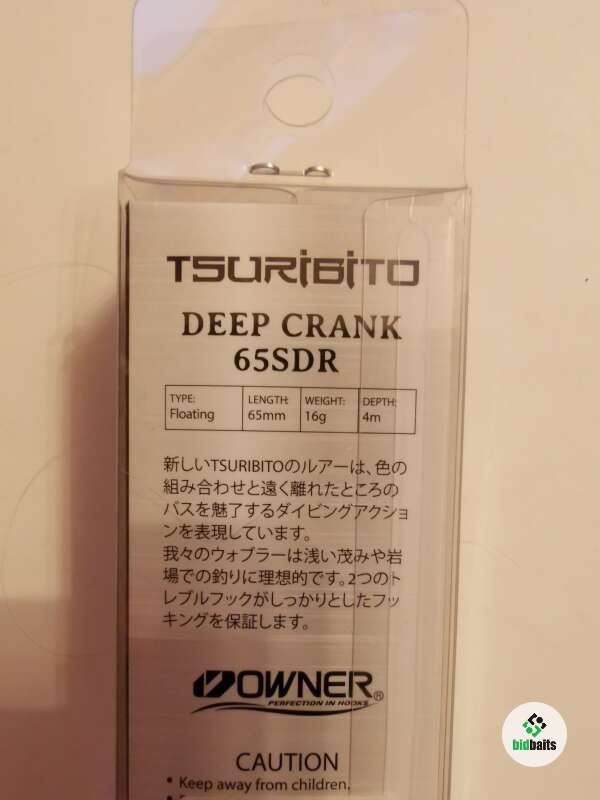 TSURIBITO
DEEP CRANK
65SDR
TYPE: LENGTH: WEIGHT: DEPTH:
Floating 65mm 16g 4m
新しいTSURIBITOのルアーは、色の
組み合わせと遠く離れたところの
バスを魅了するダイビングアクショ
ンを表現しています。
我々のウォブラーは浅い茂みや岩
場での釣りに理想的です。2つのト
レブルフックがしっかりとしたフッ
キングを保証します。
OWNER®
PERFECTION IN HOOKS
CAUTION
• Keep away from children.
bidbaits